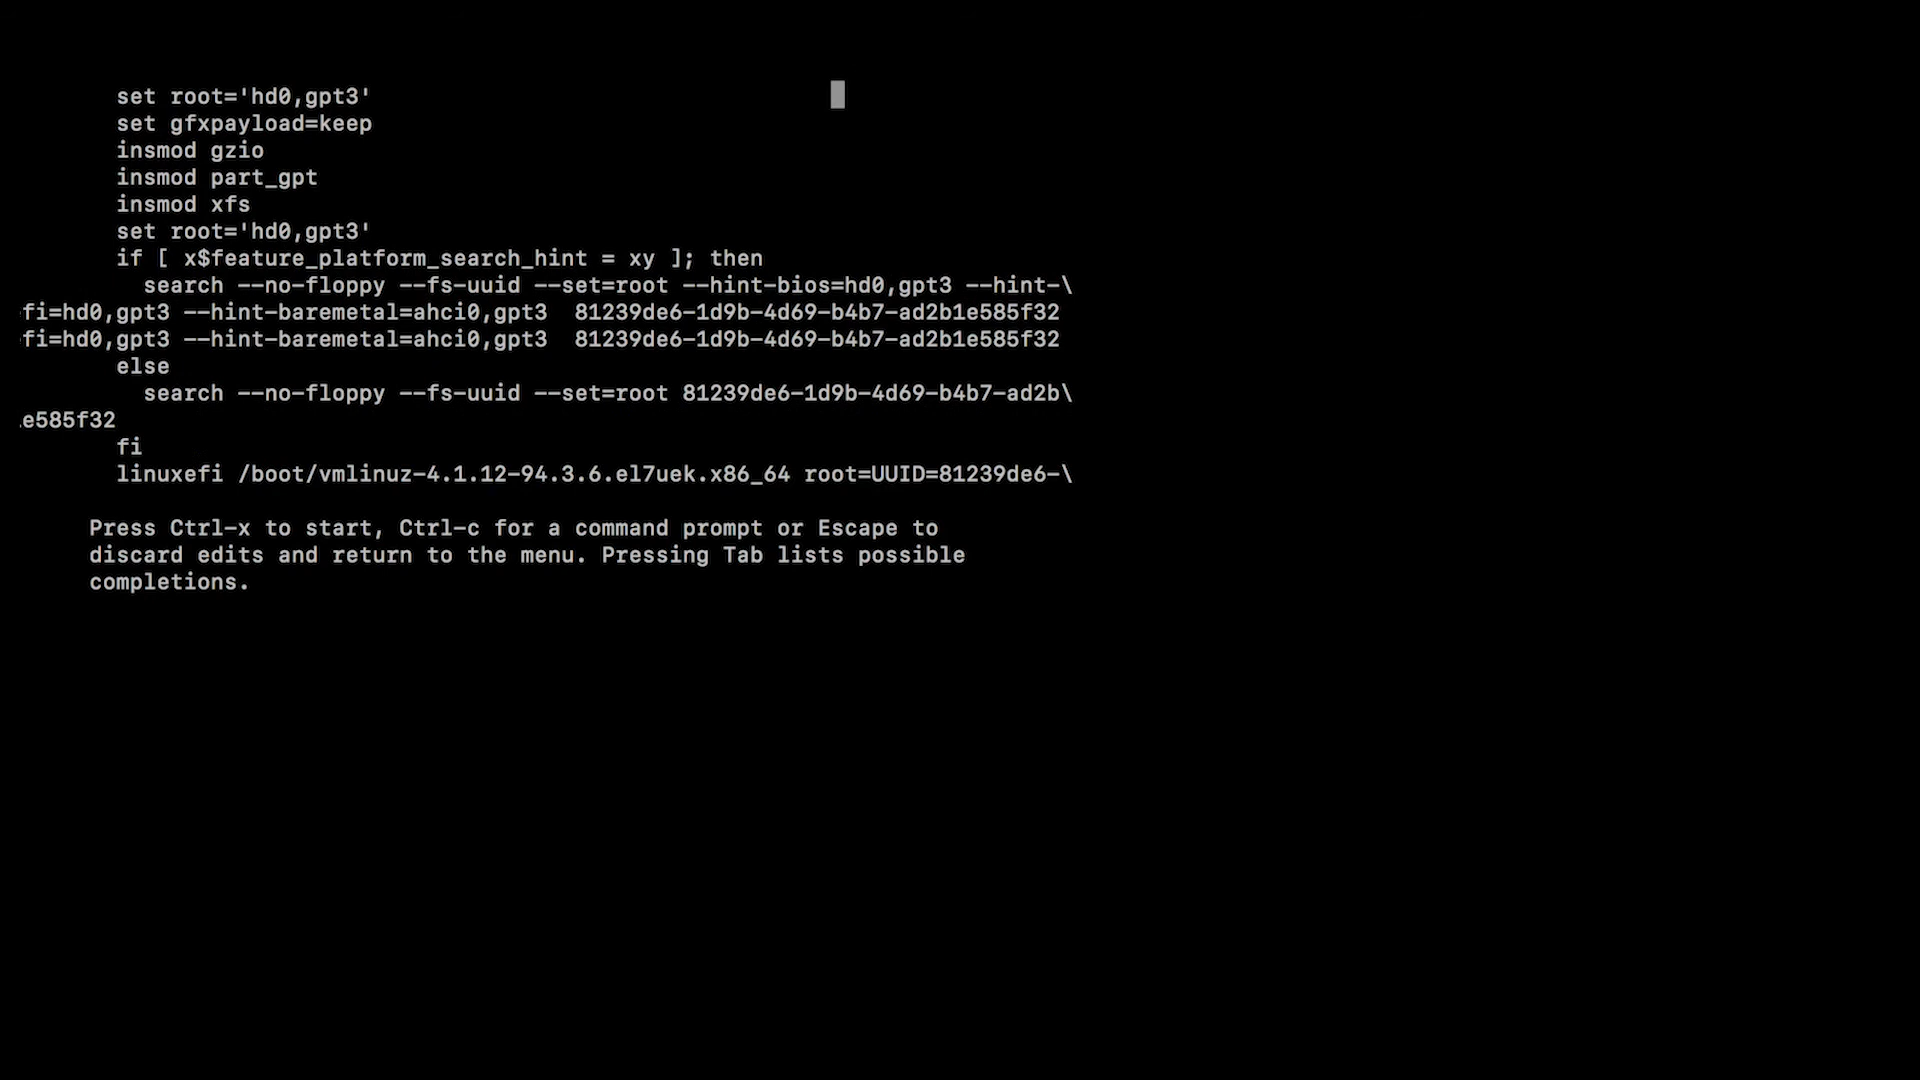 set root='hd0,gpt3'
set gfxpayload=keep
insmod gzio
insmod part_gpt
insmod xfs
set root='hd0,gpt3'
if [ x$feature_platform_search_hint = xy ]; then
search --no-floppy --fs-uuid --set=root --hint-bios=hd0,gpt3 --hint-\
fi=hd0,gpt3 --hint-baremetal=ahci0,gpt3  81239de6-1d9b-4d69-b4b7-ad2b1e585f32
fi=hd0,gpt3 --hint-baremetal=ahci0,gpt3  81239de6-1d9b-4d69-b4b7-ad2b1e585f32
else
search --no-floppy --fs-uuid --set=root 81239de6-1d9b-4d69-b4b7-ad2b\
e585f32
fi
linuxefi /boot/vmlinuz-4.1.12-94.3.6.el7uek.x86_64 root=UUID=81239de6-\
Press Ctrl-x to start, Ctrl-c for a command prompt or Escape to
discard edits and return to the menu. Pressing Tab lists possible
completions.